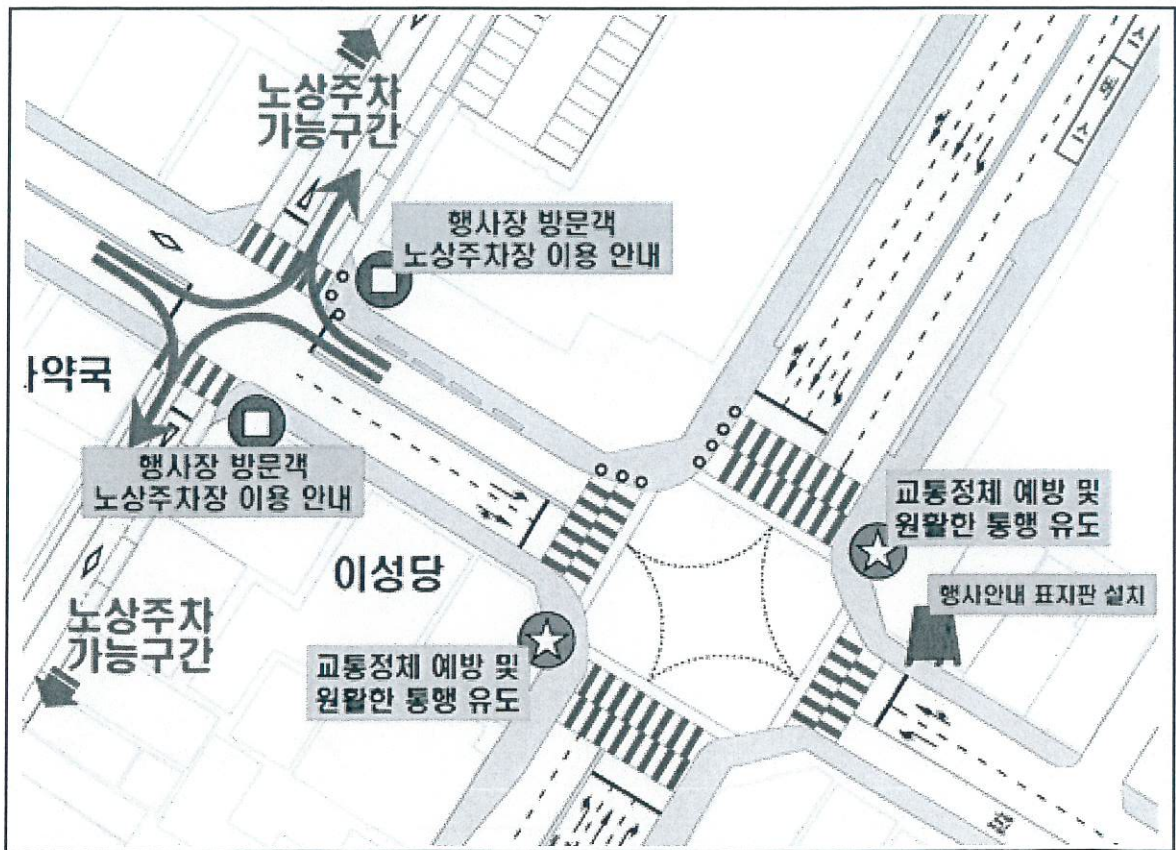 노상주차
가능구간
행사장 방문객
노상주차장 이용 안내
약국
행사장 방문객
노상주차장 이용 안내
교통정체 예방 및
원활한 통행 유도
이성당
행사안내 표지판 설치
노상주차
가능구간
교통정체 예방 및
원활한 통행 유도